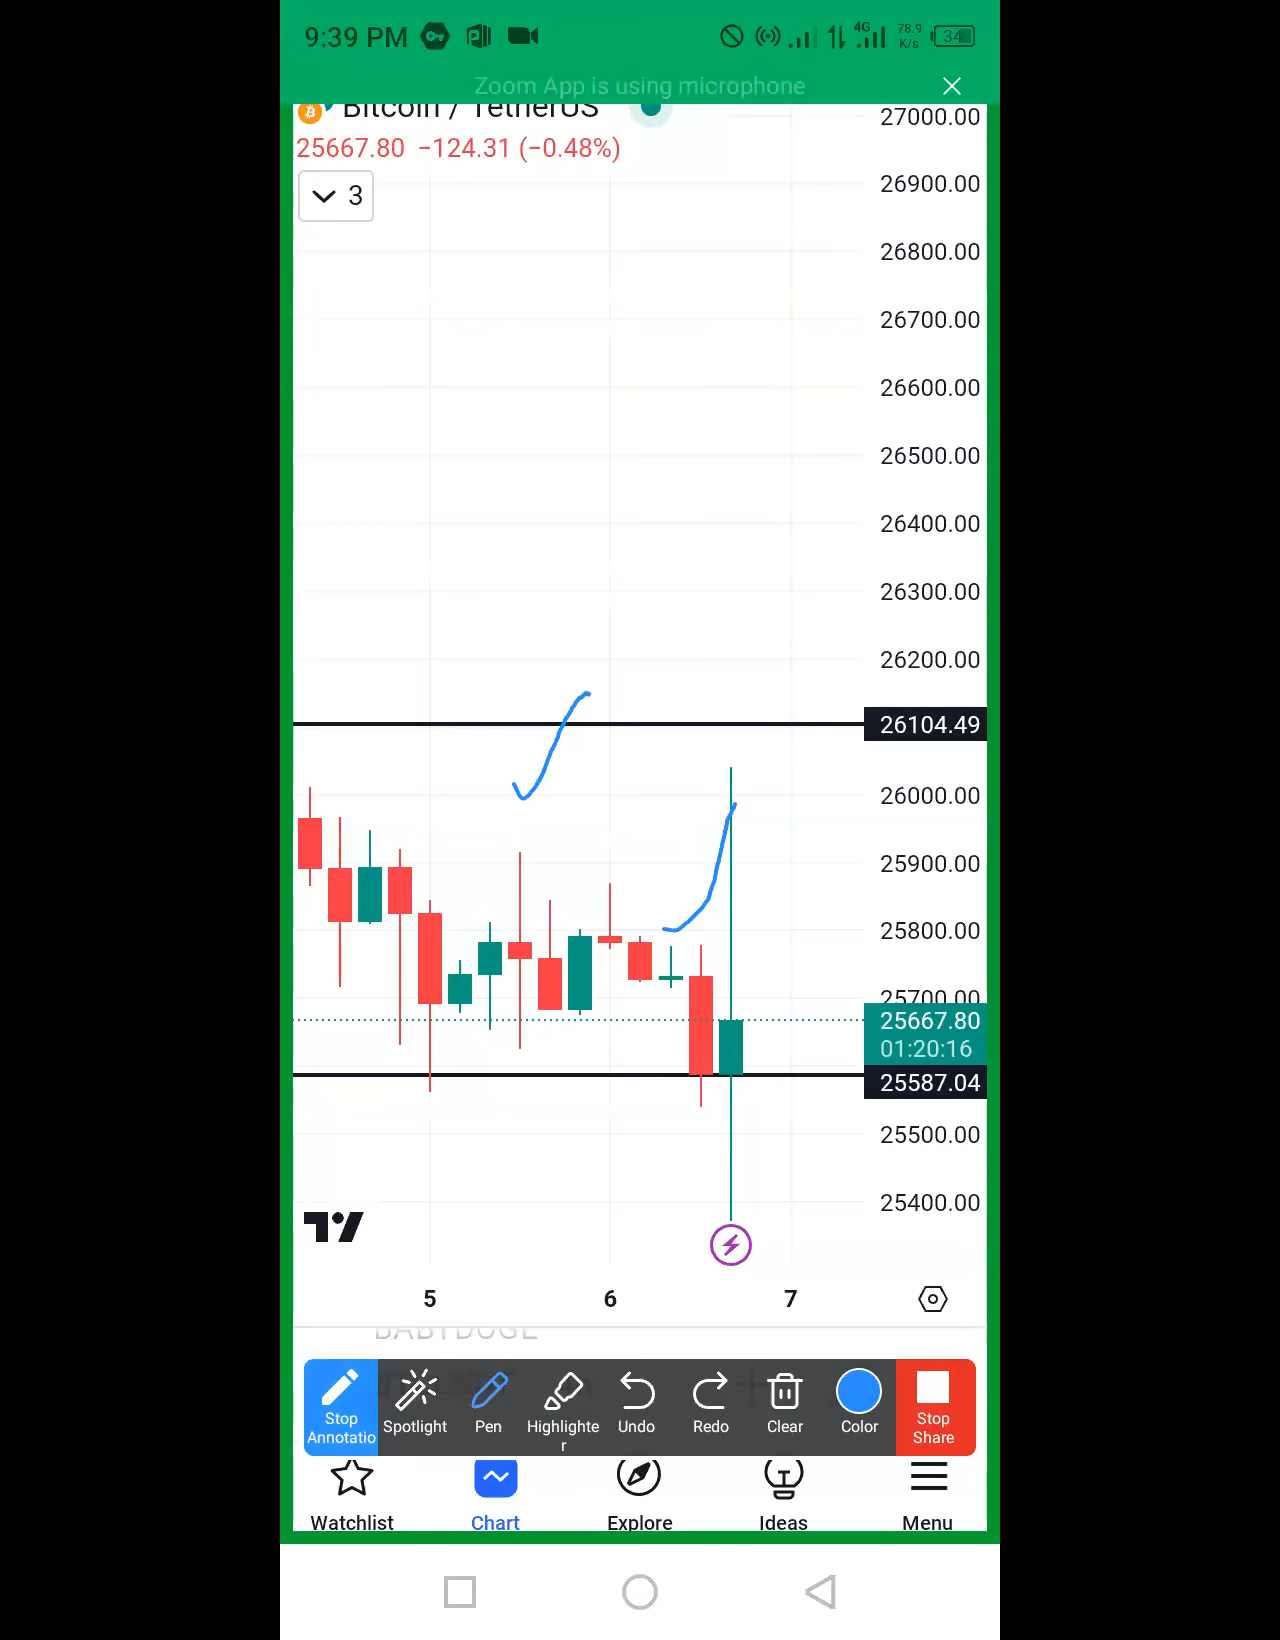 9:39 PM
4G
78.9
K/s
34
Zoom App is using microphone
Bitcoin / TetherUS
25667.80 −124.31 (−0.48%)
3
27000.00
26900.00
26800.00
26700.00
26600.00
26500.00
26400.00
26300.00
26200.00
26104.49
26000.00
25900.00
25800.00
25700.00
25667.80
01:20:16
25587.04
25500.00
25400.00
5 6 7
BABYDOGE
Stop
Annotatio
Spotlight
Pen
Highlighte
r
Undo
Redo
Clear
Color
Stop
Share
Watchlist
Chart
Explore
Ideas
Menu